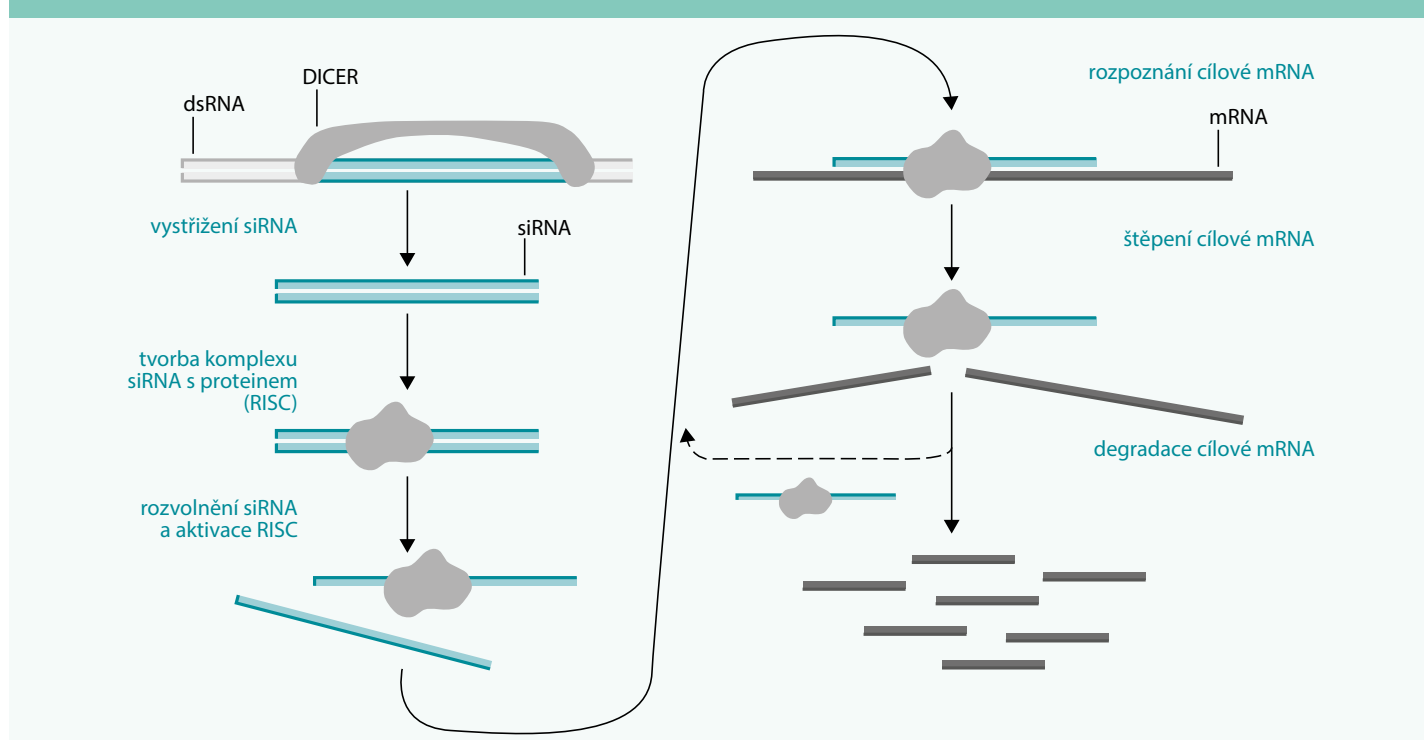 DICER
dsRNA
vystřižení siRNA
siRNA
tvorba komplexu
siRNA s proteinem
(RISC)
rozvolnění siRNA
a aktivace RISC
rozpoznání cílové mRNA
mRNA
štěpení cílové mRNA
degradace cílové mRNA